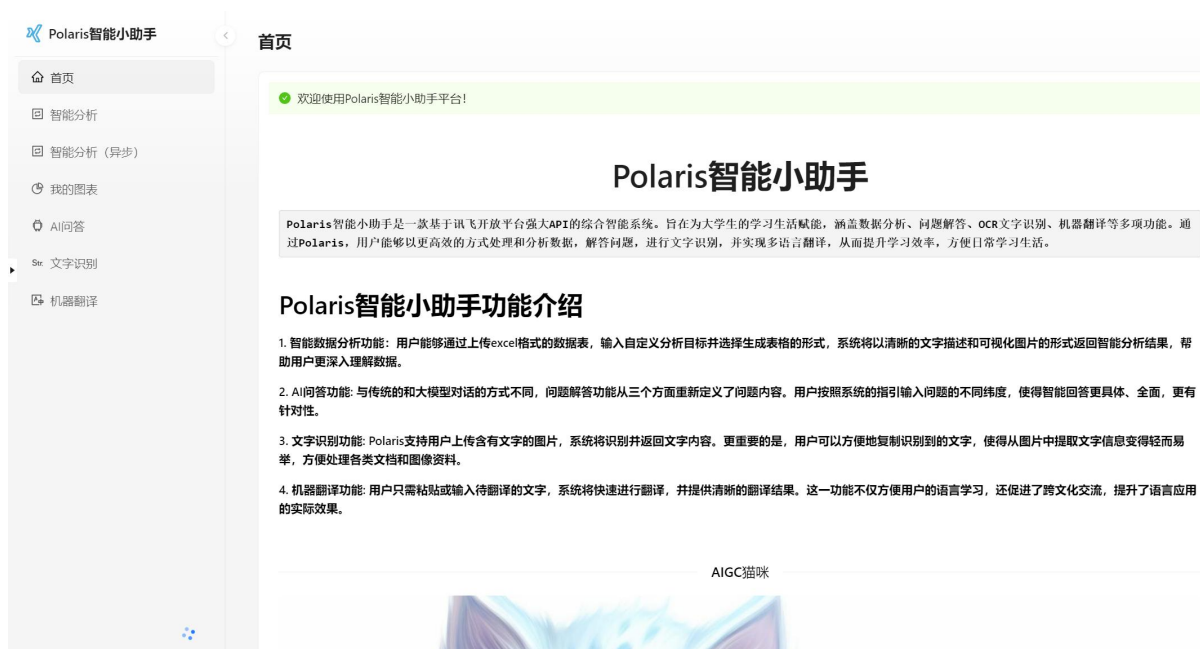 Polaris智能小助手
首页
智能分析
智能分析（异步）
我的图表
AI问答
Str. 文字识别
机器翻译
首页
欢迎使用Polaris智能小助手平台！
Polaris智能小助手
Polaris智能小助手是一款基于讯飞开放平台强大API的综合智能系统。旨在为大学生的学习生活赋能，涵盖数据分析、问题解答、OCR文字识别、机器翻译等多项功能。通
过Polaris，用户能够以更高效的方式处理和分析数据，解答问题，进行文字识别，并实现多语言翻译，从而提升学习效率，方便日常学习生活。
Polaris智能小助手功能介绍
1. 智能数据分析功能：用户能够通过上传excel格式的数据表，输入自定义分析目标并选择生成表格的形式，系统将以清晰的文字描述和可视化图片的形式返回智能分析结果，帮
助用户更深入理解数据。
2. AI问答功能: 与传统的和大模型对话的方式不同，问题解答功能从三个方面重新定义了问题内容。用户按照系统的指引输入问题的不同纬度，使得智能回答更具体、全面，更有
针对性。
3. 文字识别功能: Polaris支持用户上传含有文字的图片，系统将识别并返回文字内容。更重要的是，用户可以方便地复制识别到的文字，使得从图片中提取文字信息变得轻而易
举，方便处理各类文档和图像资料。
4. 机器翻译功能: 用户只需粘贴或输入待翻译的文字，系统将快速进行翻译，并提供清晰的翻译结果。这一功能不仅方便用户的语言学习，还促进了跨文化交流，提升了语言应用
的实际效果。
AIGC猫咪